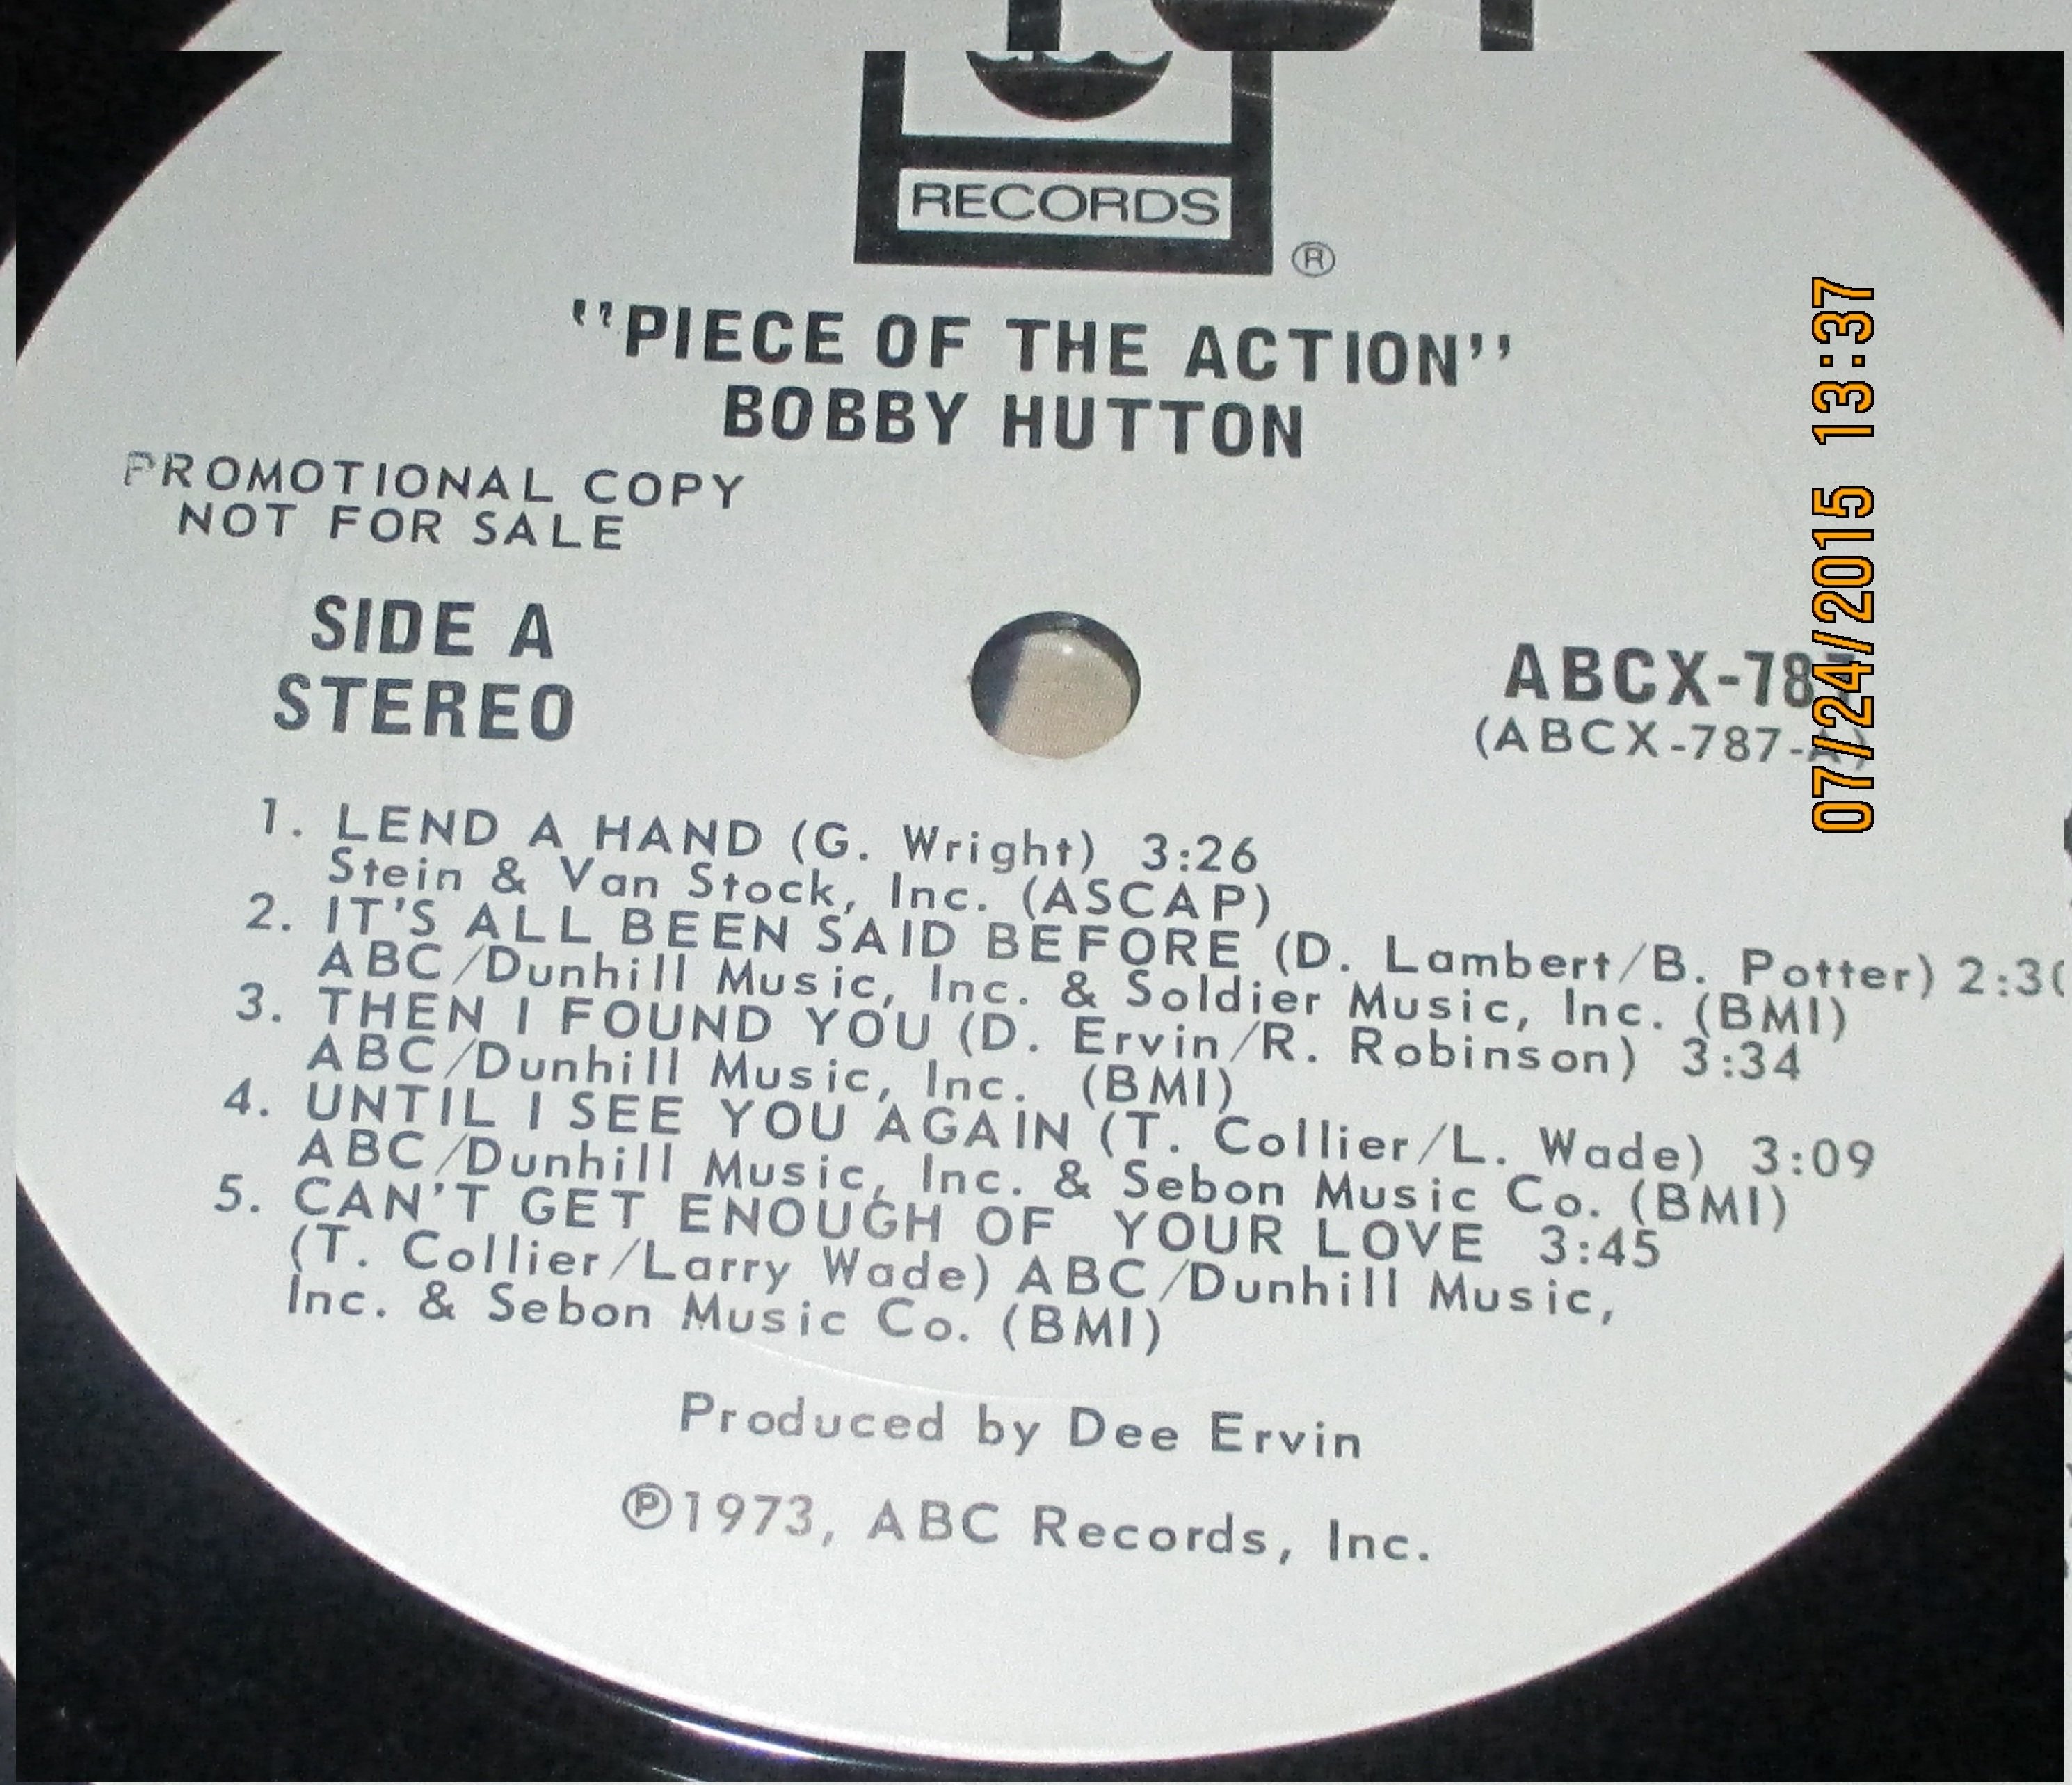 RECORDS
®
"PIECE OF THE ACTION"
BOBBY HUTTON
PROMOTIONAL COPY
NOT FOR SALE
SIDE A
STEREO
ABCX-787
(ABCX-787-A)
07/24/2015 13:37
1. LEND A HAND (G. Wright) 3:26
Stein & Van Stock, Inc. (ASCAP)
2. IT'S ALL BEEN SAID BEFORE (D. Lambert/B. Potter)
ABC/Dunhill Music, Inc. & Soldier Music, Inc. (BMI)
3. THEN I FOUND YOU (D. Ervin/R. Robinson) 3:34
ABC/Dunhill Music, Inc. (BMI)
4. UNTIL I SEE YOU AGAIN (T. Collier/L. Wade) 3:09
ABC/Dunhill Music, Inc. & Sebon Music Co. (BMI)
5. CAN'T GET ENOUGH OF YOUR LOVE 3:45
(T. Collier/Larry Wade) ABC/Dunhill Music,
Inc. & Sebon Music Co. (BMI)
Produced by Dee Ervin
℗1973, ABC Records, Inc.